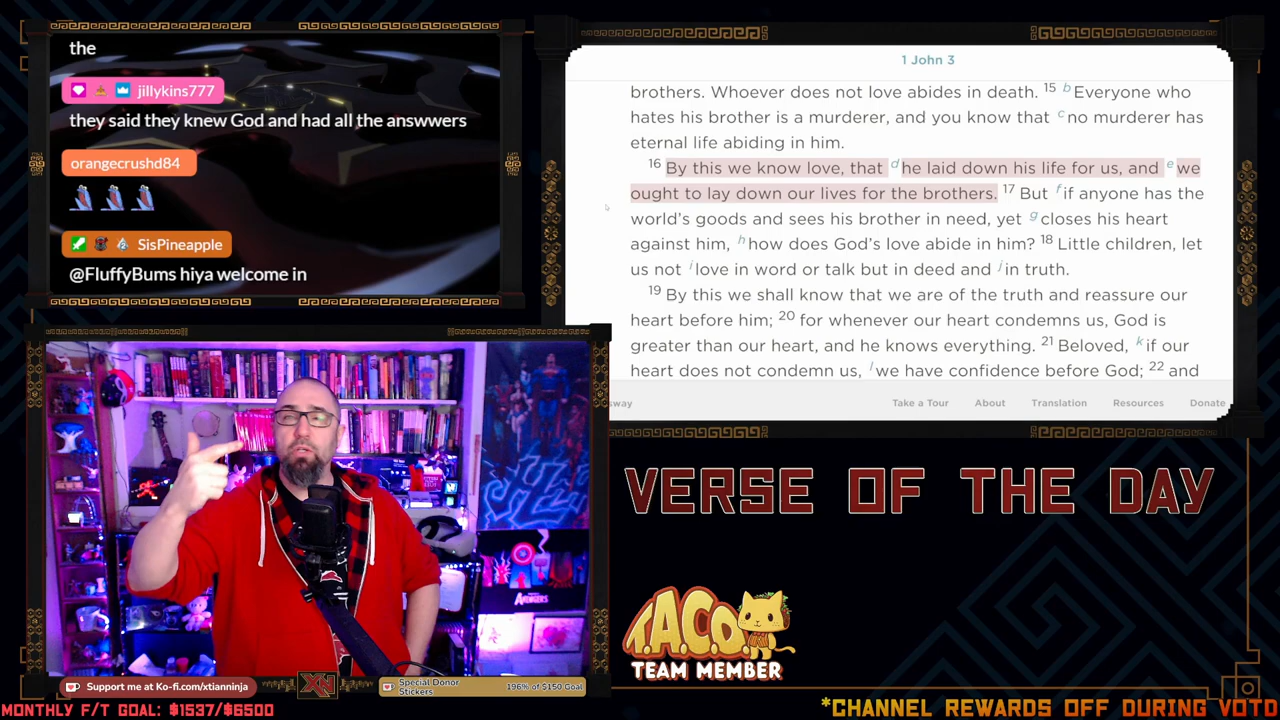 the
jillykins777
they said they knew God and had all the answwers
orangecrushd84
SisPineapple
@FluffyBums hiya welcome in
1 John 3
brothers. Whoever does not love abides in death. 15 b Everyone who
hates his brother is a murderer, and you know that c no murderer has
eternal life abiding in him.
16 By this we know love, that d he laid down his life for us, and e we
ought to lay down our lives for the brothers. 17 But f if anyone has the
world's goods and sees his brother in need, yet g closes his heart
against him, h how does God's love abide in him? 18 Little children, let
us not i love in word or talk but in deed and j in truth.
19 By this we shall know that we are of the truth and reassure our
heart before him; 20 for whenever our heart condemns us, God is
greater than our heart, and he knows everything. 21 Beloved, k if our
heart does not condemn us, l we have confidence before God; 22 and
sway Take a Tour About Translation Resources Donate
VERSE OF THE DAY
AVENGERS
T.A.C.O.
TEAM MEMBER
Support me at Ko-fi.com/xtianninja
XN
Special Donor
Stickers
196% of $150 Goal
MONTHLY F/T GOAL: $1537/$6500
*CHANNEL REWARDS OFF DURING VOTD